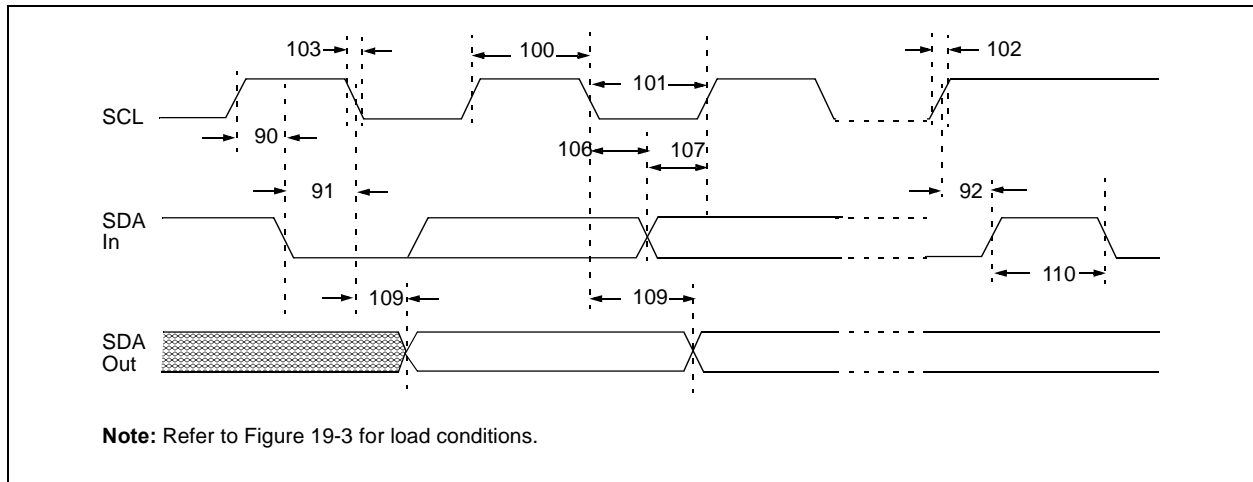 103
100
102
101
SCL
90
106
107
91
92
SDA
In
109
109
110
SDA
Out
Note: Refer to Figure 19-3 for load conditions.